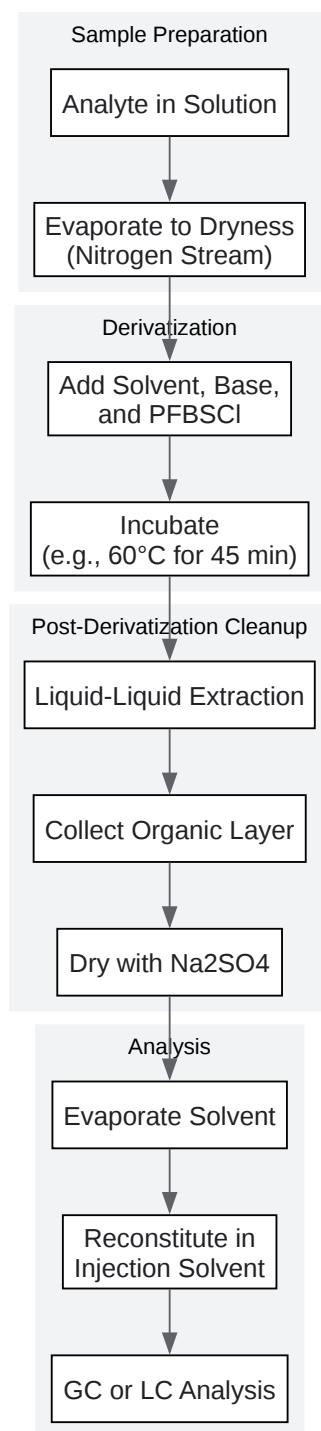 Sample Preparation
Analyte in Solution
Evaporate to Dryness
(Nitrogen Stream)
Derivatization
Add Solvent, Base,
and PFBSCl
Incubate
(e.g., 60°C for 45 min)
Post-Derivatization Cleanup
Liquid-Liquid Extraction
Collect Organic Layer
Dry with Na2SO4
Analysis
Evaporate Solvent
Reconstitute in
Injection Solvent
GC or LC Analysis